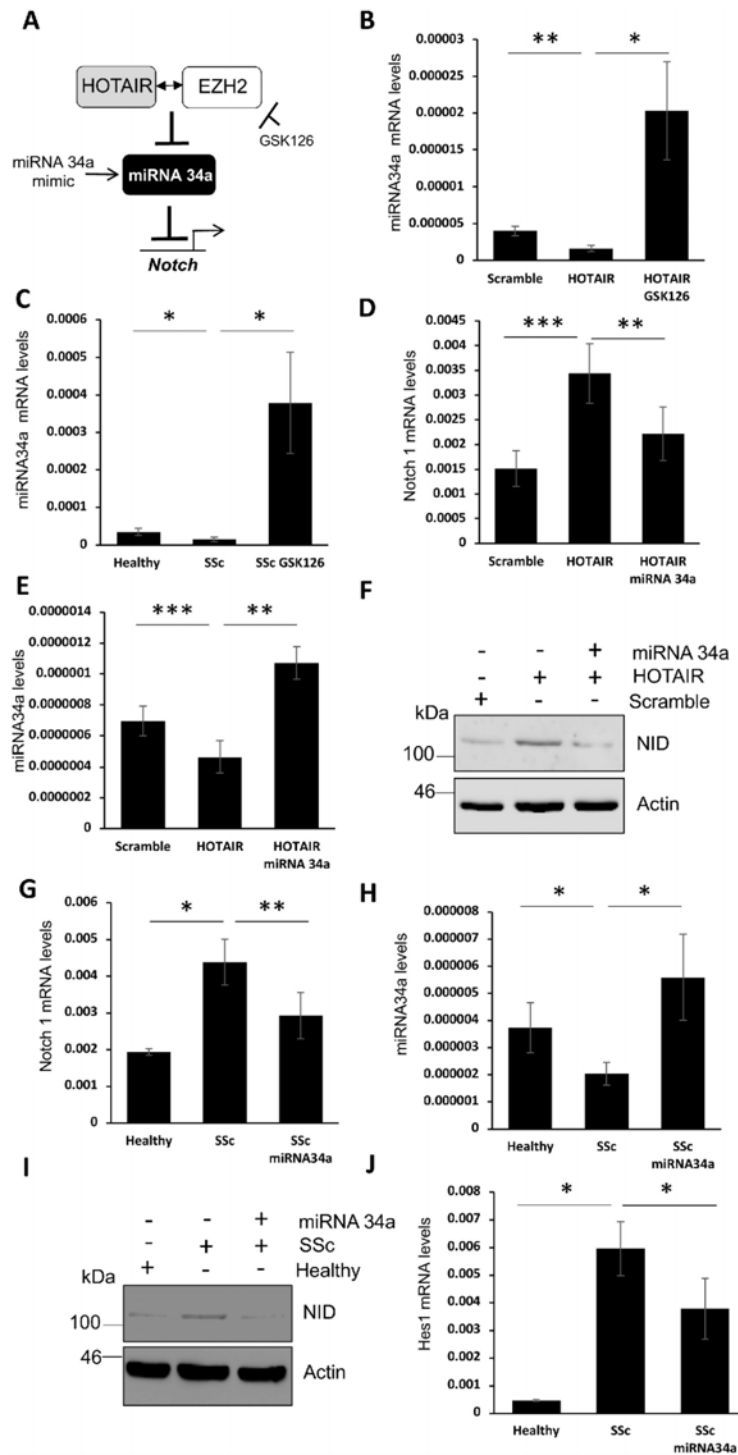 A
HOTAIR
EZH2
GSK126
miRNA 34a
mimic
miRNA 34a
Notch
B
miRNA34a mRNA levels
0.00003
0.000025
0.00002
0.000015
0.00001
0.000005
0
**
*
Scramble
HOTAIR
HOTAIR
GSK126
C
miRNA34a mRNA levels
0.0006
0.0005
0.0004
0.0003
0.0002
0.0001
0
*
*
Healthy
SSc
SSc GSK126
D
Notch 1 mRNA levels
0.0045
0.004
0.0035
0.003
0.0025
0.002
0.0015
0.001
0.0005
0
***
**
Scramble
HOTAIR
HOTAIR
miRNA 34a
E
miRNA34a levels
0.0000014
0.0000012
0.000001
0.0000008
0.0000006
0.0000004
0.0000002
0
***
**
Scramble
HOTAIR
HOTAIR
miRNA 34a
F
- - + miRNA 34a
- + + HOTAIR
+ - - Scramble
kDa
100
NID
46
Actin
G
Notch 1 mRNA levels
0.006
0.005
0.004
0.003
0.002
0.001
0
*
**
Healthy
SSc
SSc
miRNA34a
H
miRNA34a levels
0.000008
0.000007
0.000006
0.000005
0.000004
0.000003
0.000002
0.000001
0
*
*
Healthy
SSc
SSc
miRNA34a
I
- - + miRNA 34a
- + + SSc
+ - - Healthy
kDa
100
NID
46
Actin
J
Hes1 mRNA levels
0.008
0.007
0.006
0.005
0.004
0.003
0.002
0.001
0
*
*
Healthy
SSc
SSc
miRNA34a